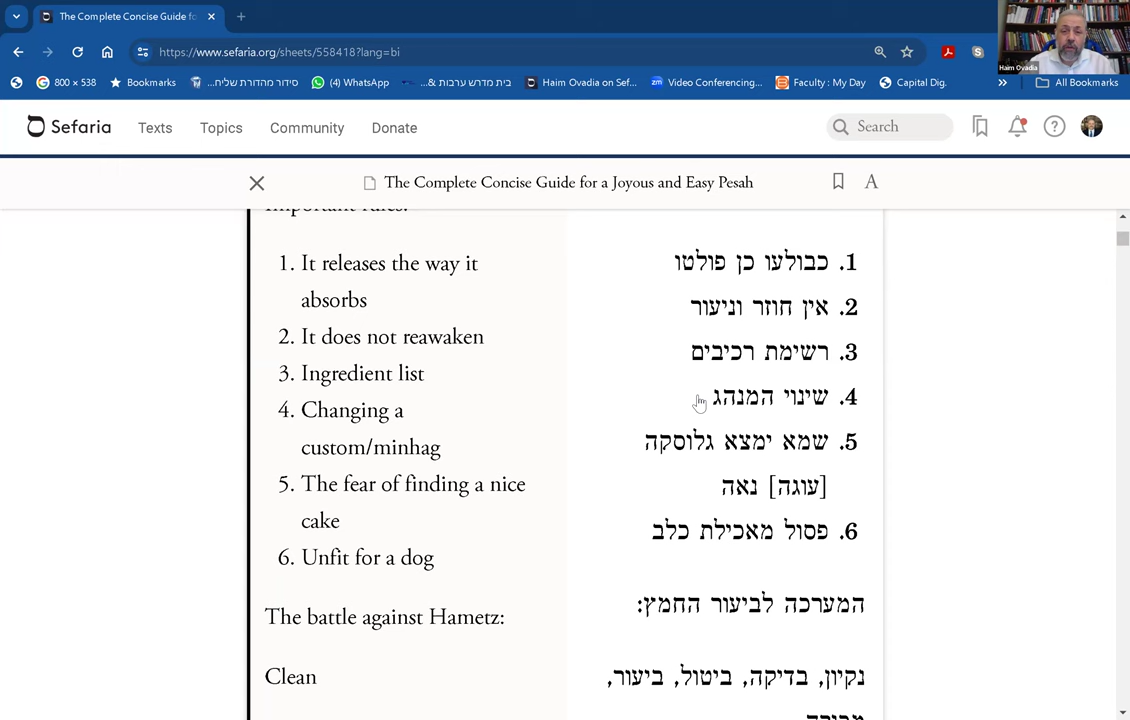 The Complete Concise Guide fo
https://www.sefaria.org/sheets/558418?lang=bi
800 × 538
Bookmarks
סידור מהדורת שליח...
(4) WhatsApp
בית מדרש ערבות &...
Haim Ovadia on Sef...
Video Conferencing...
Faculty : My Day
Capital Dig.
All Bookmarks
Haim Ovadia
Sefaria
Texts
Topics
Community
Donate
Search
The Complete Concise Guide for a Joyous and Easy Pesah
A
Important rules:
1. It releases the way it
absorbs
2. It does not reawaken
3. Ingredient list
4. Changing a
custom/minhag
5. The fear of finding a nice
cake
6. Unfit for a dog
The battle against Hametz:
Clean
1. כבולעו כן פולטו
2. אין חוזר וניעור
3. רשימת רכיבים
4. שינוי המנהג
5. שמא ימצא גלוסקה
[עוגה] נאה
6. פסול מאכילת כלב
המערכה לביעור החמץ:
נקיון, בדיקה, ביטול, ביעור,